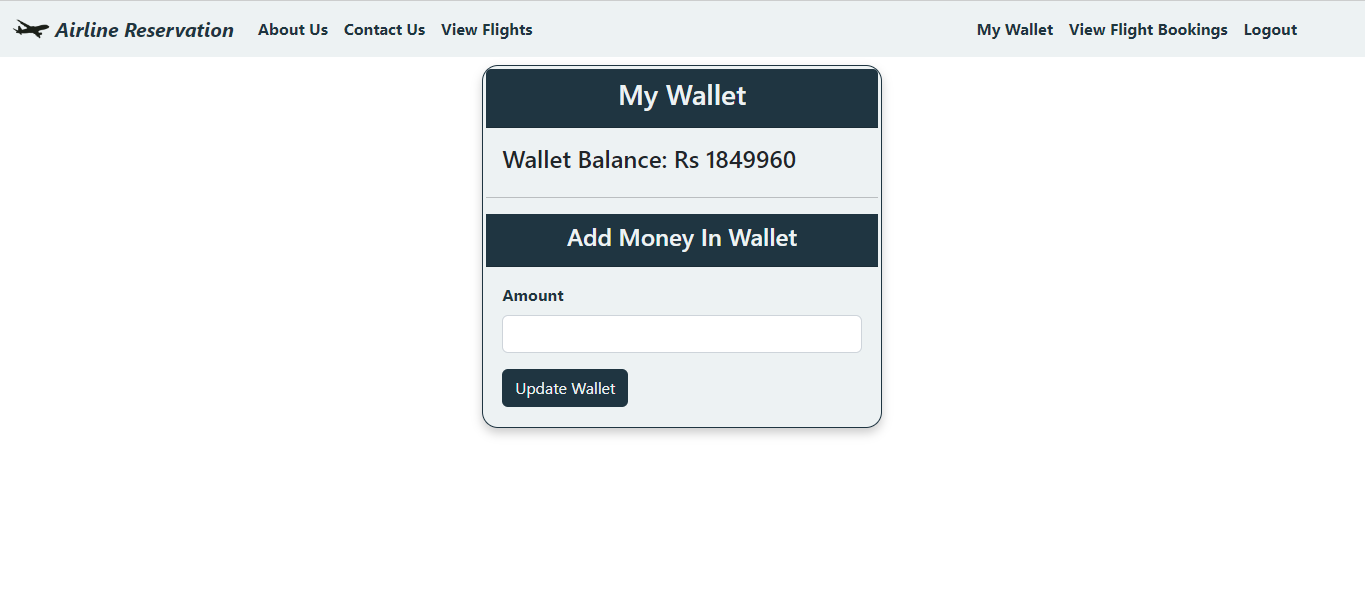 Airline Reservation About Us Contact Us View Flights My Wallet View Flight Bookings Logout
My Wallet
Wallet Balance: Rs 1849960
Add Money In Wallet
Amount
Update Wallet